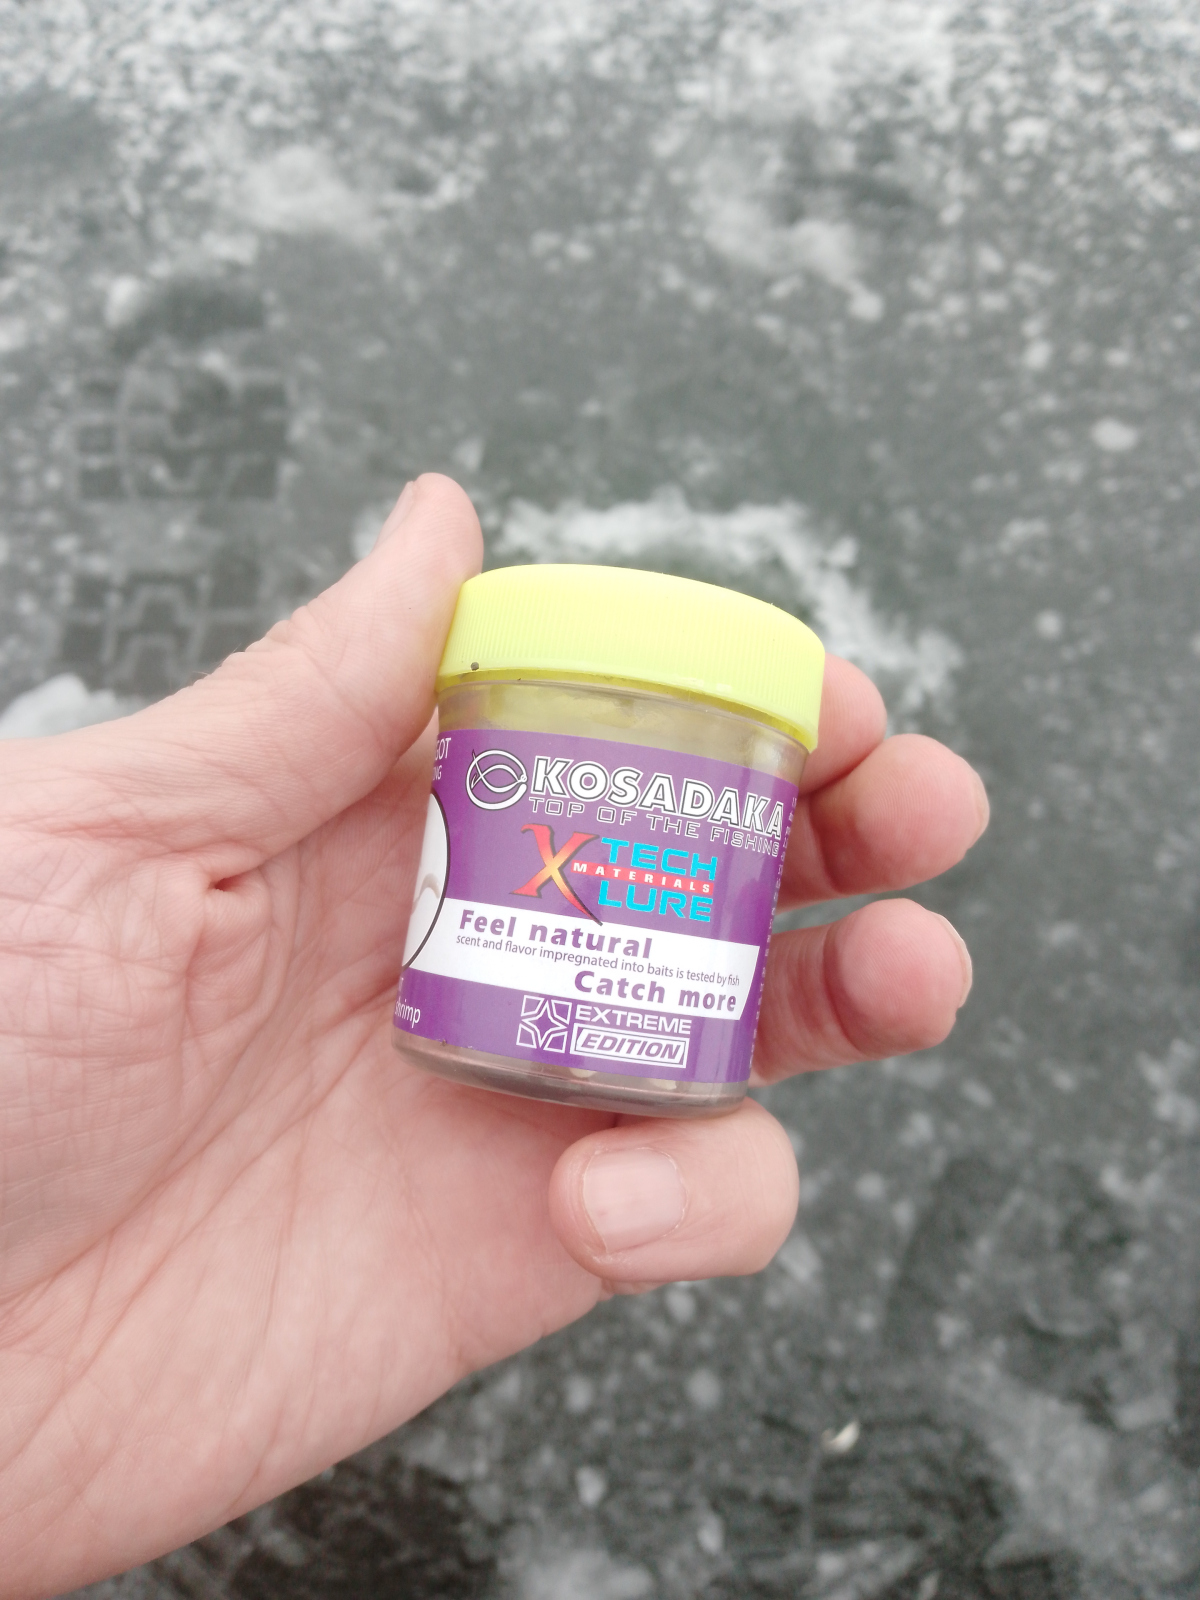 KOSADAKA
TOP OF THE FISHING
X TECH
MATERIALS
LURE
Feel natural
scent and flavor impregnated into baits is tested by fish
Catch more
EXTREME
EDITION
shrimp